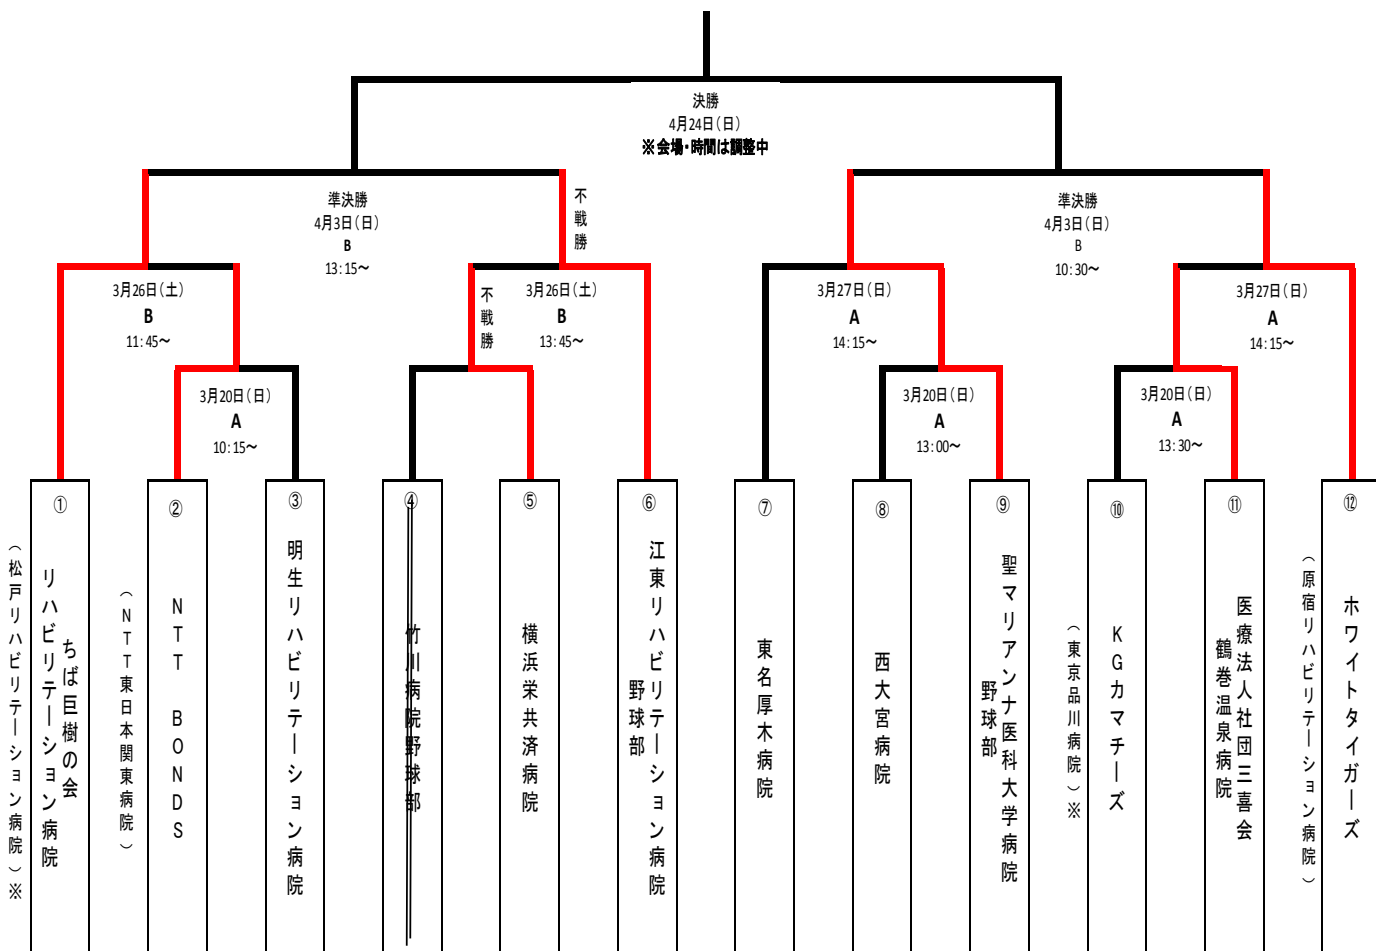 決勝
4月24日(日)
※会場・時間は調整中
準決勝
4月3日(日)
B
13:15～
不戦勝
準決勝
4月3日(日)
B
10:30～
3月26日(土)
B
11:45～
不戦勝
3月26日(土)
B
13:45～
3月27日(日)
A
14:15～
3月27日(日)
A
14:15～
3月20日(日)
A
10:15～
3月20日(日)
A
13:00～
3月20日(日)
A
13:30～
①
ちば巨樹の会
リハビリテーション病院
(松戸リハビリテーション病院)※
②
NTT BONDS
(NTT東日本関東病院)
③
明生リハビリテーション病院
④
竹川病院野球部
⑤
横浜栄共済病院
⑥
江東リハビリテーション病院
野球部
⑦
東名厚木病院
⑧
西大宮病院
⑨
聖マリアンナ医科大学病院
野球部
⑩
KGカマチーズ
(東京品川病院)※
⑪
医療法人社団三喜会
鶴巻温泉病院
⑫
ホワイトタイガーズ
(原宿リハビリテーション病院)